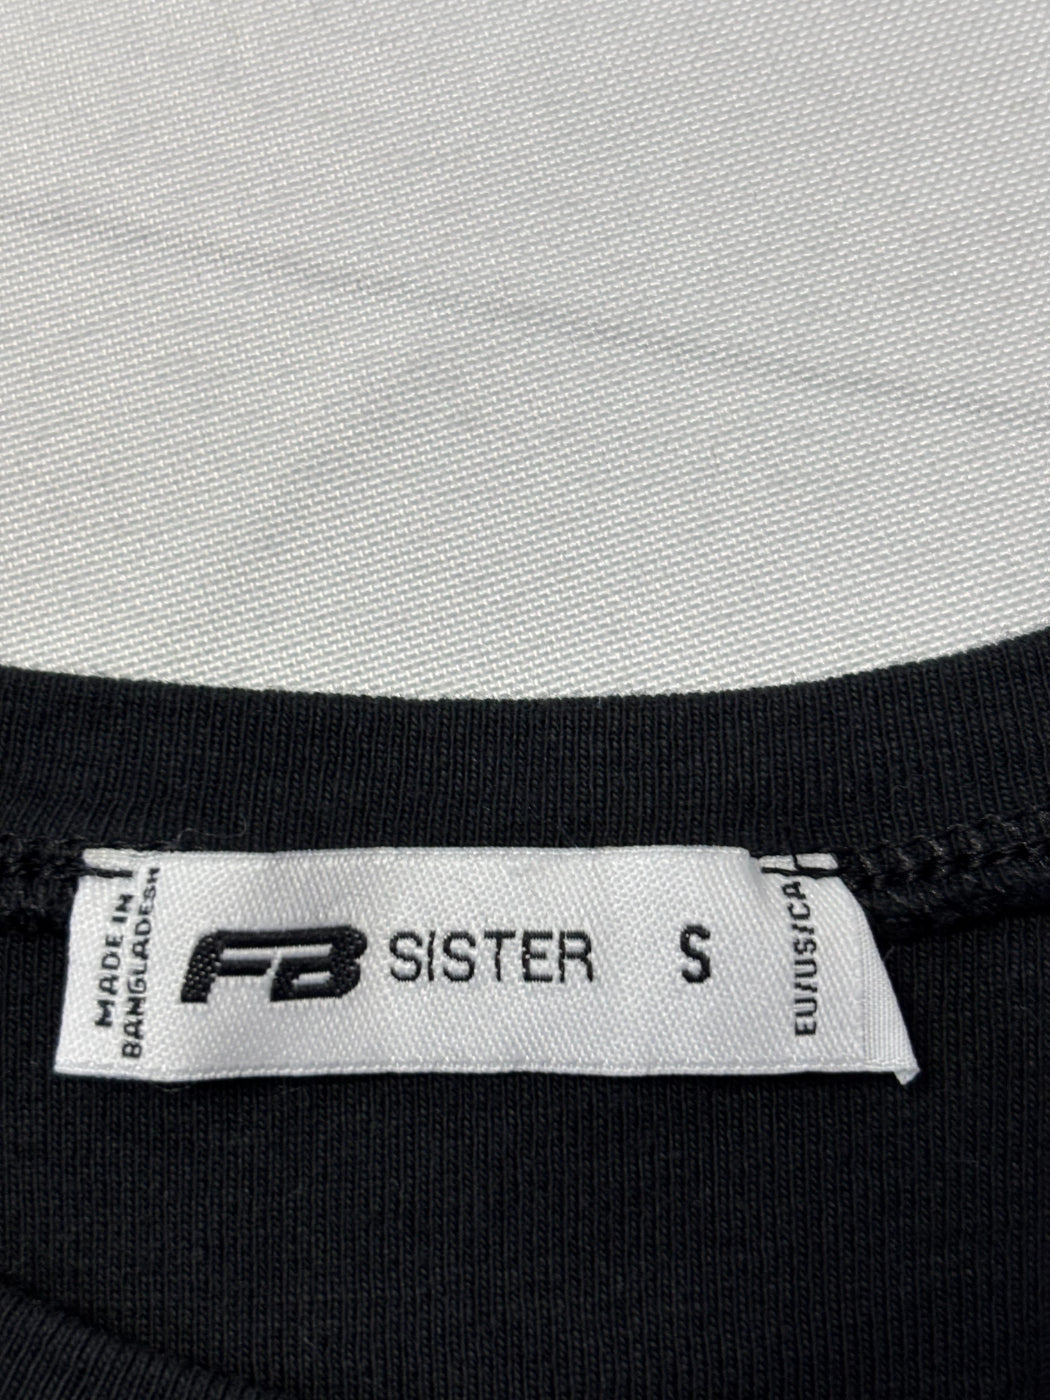 MADE IN
BANGLADESH
FB SISTER S
EU/US/CA